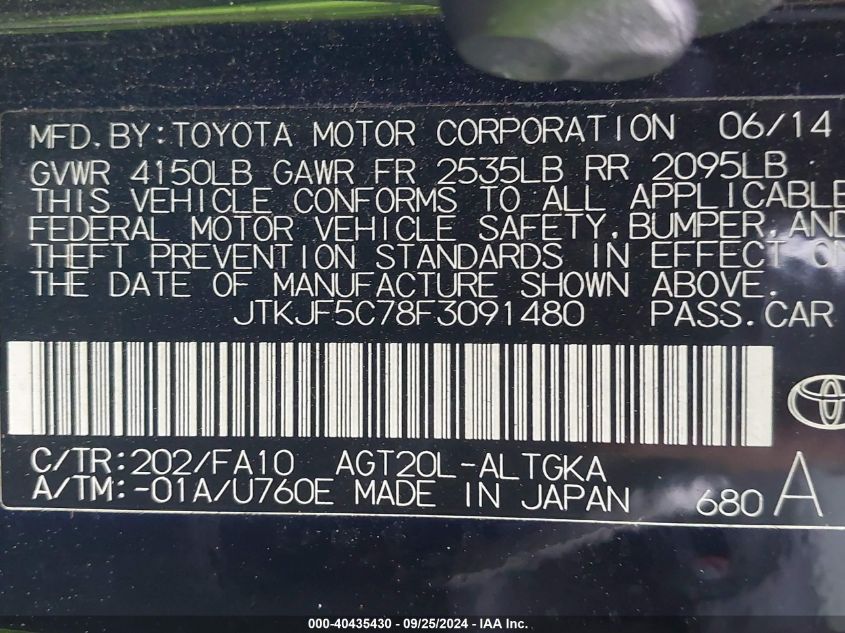 MFD. BY: TOYOTA MOTOR CORPORATION 06/14
GVWR 4150LB GAWR FR 2535LB RR 2095LB
THIS VEHICLE CONFORMS TO ALL APPLICABLE
FEDERAL MOTOR VEHICLE SAFETY, BUMPER, AND
THEFT PREVENTION STANDARDS IN EFFECT ON
THE DATE OF MANUFACTURE SHOWN ABOVE.
JTKJF5C78F3091480 PASS. CAR
C/TR: 202/FA10 AGT20L-ALTGKA
A/TM: -01A/U760E MADE IN JAPAN 680 A
000-40435430 - 09/25/2024 - IAA, Inc.